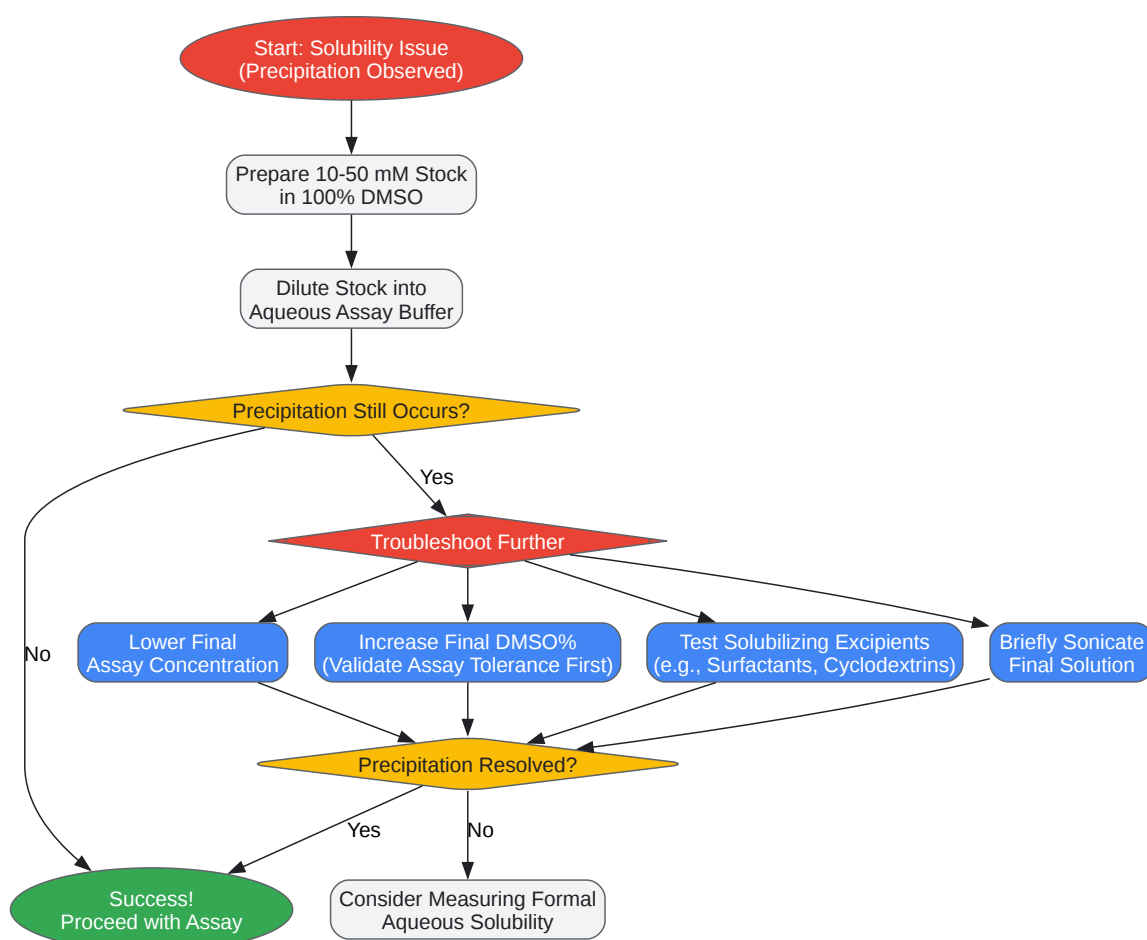 Start: Solubility Issue
(Precipitation Observed)
Prepare 10-50 mM Stock
in 100% DMSO
Dilute Stock into
Aqueous Assay Buffer
Precipitation Still Occurs?
Yes
Troubleshoot Further
No
Lower Final
Assay Concentration
Increase Final DMSO%
(Validate Assay Tolerance First)
Test Solubilizing Excipients
(e.g., Surfactants, Cyclodextrins)
Briefly Sonicate
Final Solution
Precipitation Resolved?
Yes
No
Success!
Proceed with Assay
Consider Measuring Formal
Aqueous Solubility